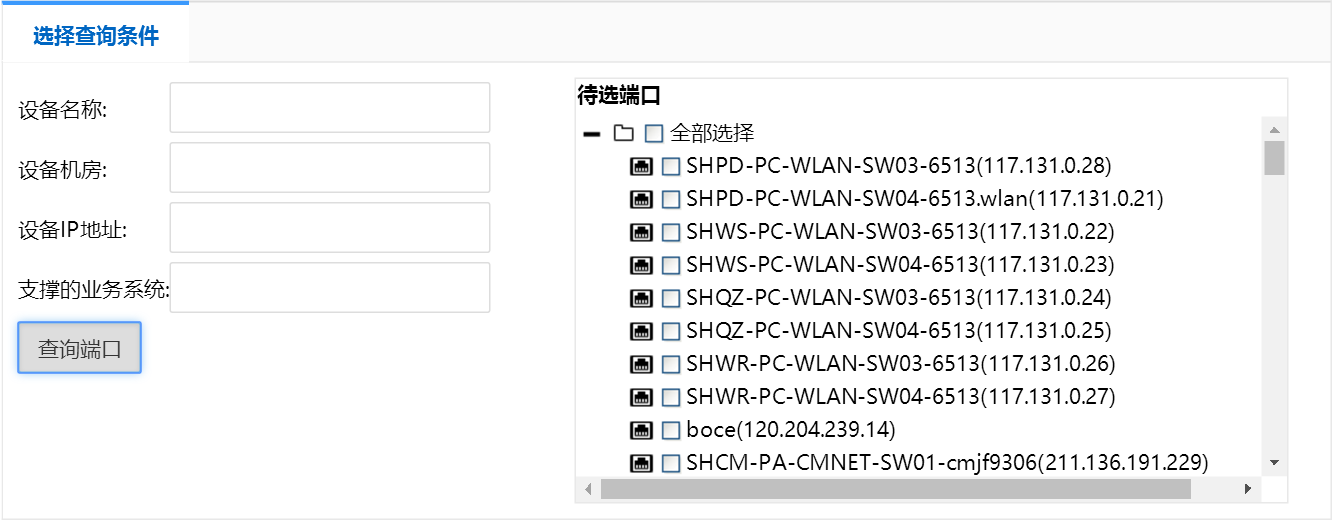 选择查询条件
设备名称:
设备机房:
设备IP地址:
支撑的业务系统:
查询端口
待选端口
全部选择
SHPD-PC-WLAN-SW03-6513(117.131.0.28)
SHPD-PC-WLAN-SW04-6513.wlan(117.131.0.21)
SHWS-PC-WLAN-SW03-6513(117.131.0.22)
SHWS-PC-WLAN-SW04-6513(117.131.0.23)
SHQZ-PC-WLAN-SW03-6513(117.131.0.24)
SHQZ-PC-WLAN-SW04-6513(117.131.0.25)
SHWR-PC-WLAN-SW03-6513(117.131.0.26)
SHWR-PC-WLAN-SW04-6513(117.131.0.27)
boce(120.204.239.14)
SHCM-PA-CMNET-SW01-cmjf9306(211.136.191.229)